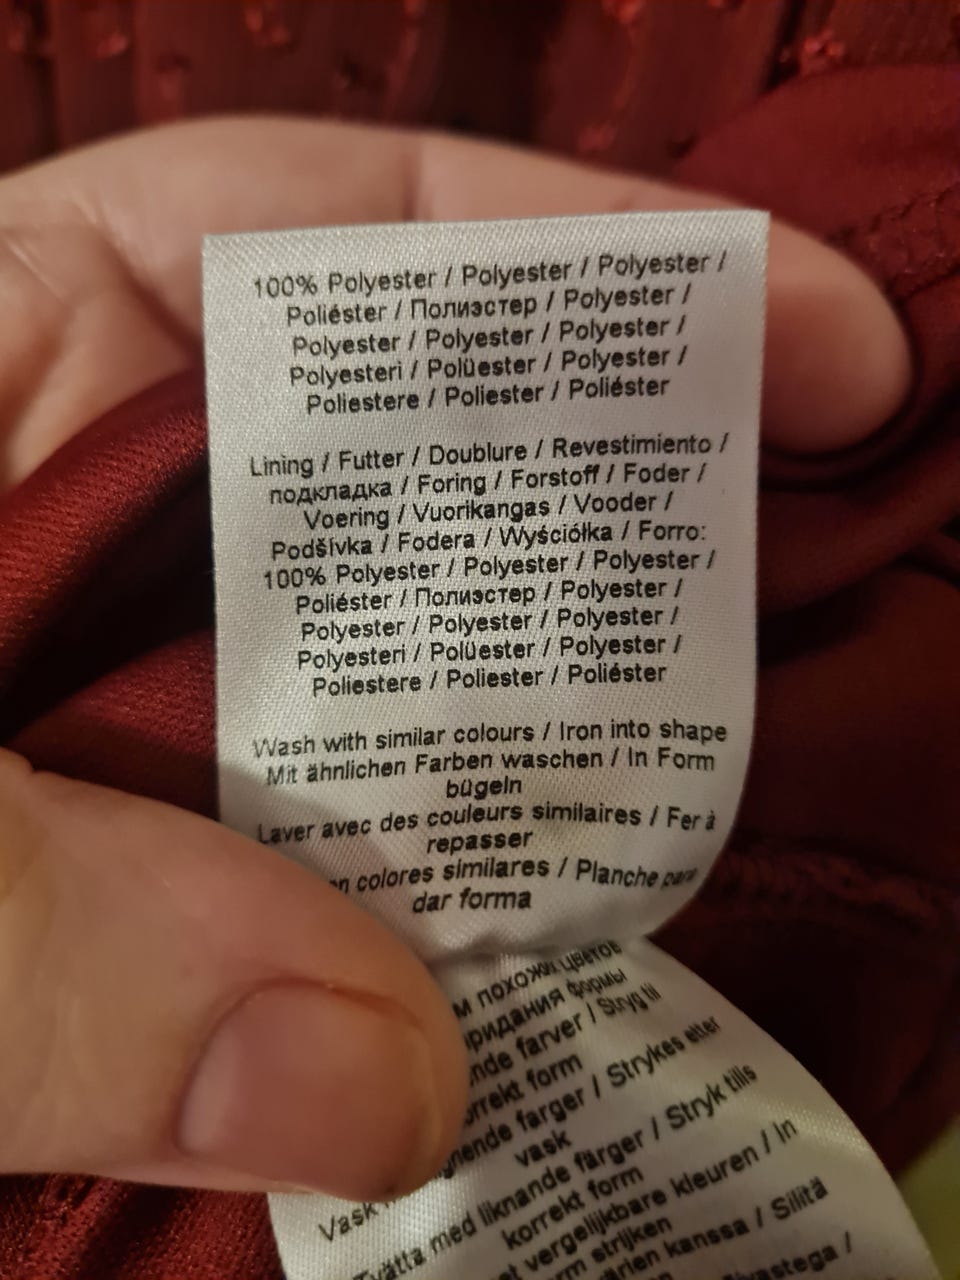 100% Polyester / Polyester / Polyester /
Poliéster / Полиэстер / Polyester /
Polyester / Polyester / Polyester /
Polyesteri / Polüester / Polyester /
Poliestere / Poliester / Poliéster
Lining / Futter / Doublure / Revestimiento /
подкладка / Foring / Forstoff / Foder /
Voering / Vuorikangas / Vooder /
Podšívka / Fodera / Wyściółka / Forro:
100% Polyester / Polyester / Polyester /
Poliéster / Полиэстер / Polyester /
Polyester / Polyester / Polyester /
Polyesteri / Polüester / Polyester /
Poliestere / Poliester / Poliéster
Wash with similar colours / Iron into shape
Mit ähnlichen Farben waschen / In Form
bügeln
Laver avec des couleurs similaires / Fer à
repasser
colores similares / Planche para
dar forma
похожих цветов
формы
farver / Stryg til
form
farger / Strykes etter
vask
Vask
Tvätta med liknande färger / Stryk tills
korrekt form
vergelijkbare kleuren / In
strijken
kanssa / Silitä